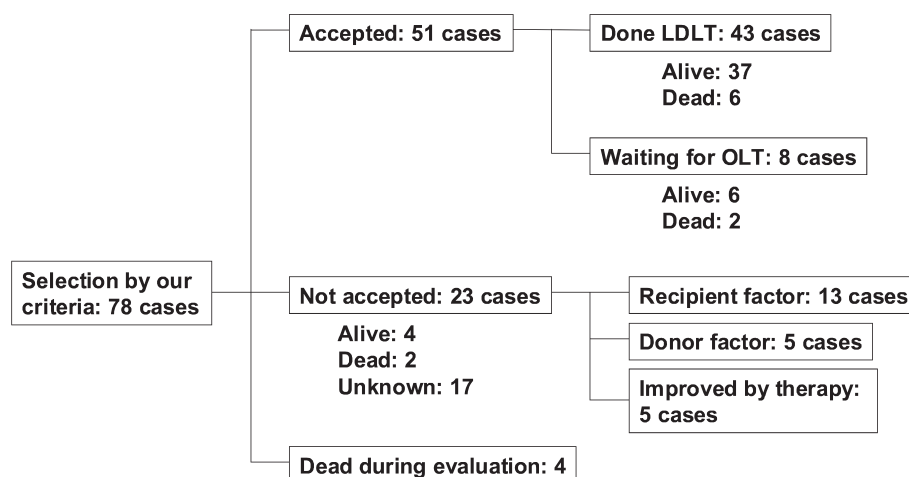 Accepted: 51 cases
Done LDLT: 43 cases
Alive: 37
Dead: 6
Waiting for OLT: 8 cases
Alive: 6
Dead: 2
Selection by our
criteria: 78 cases
Not accepted: 23 cases
Alive: 4
Dead: 2
Unknown: 17
Recipient factor: 13 cases
Donor factor: 5 cases
Improved by therapy:
5 cases
Dead during evaluation: 4